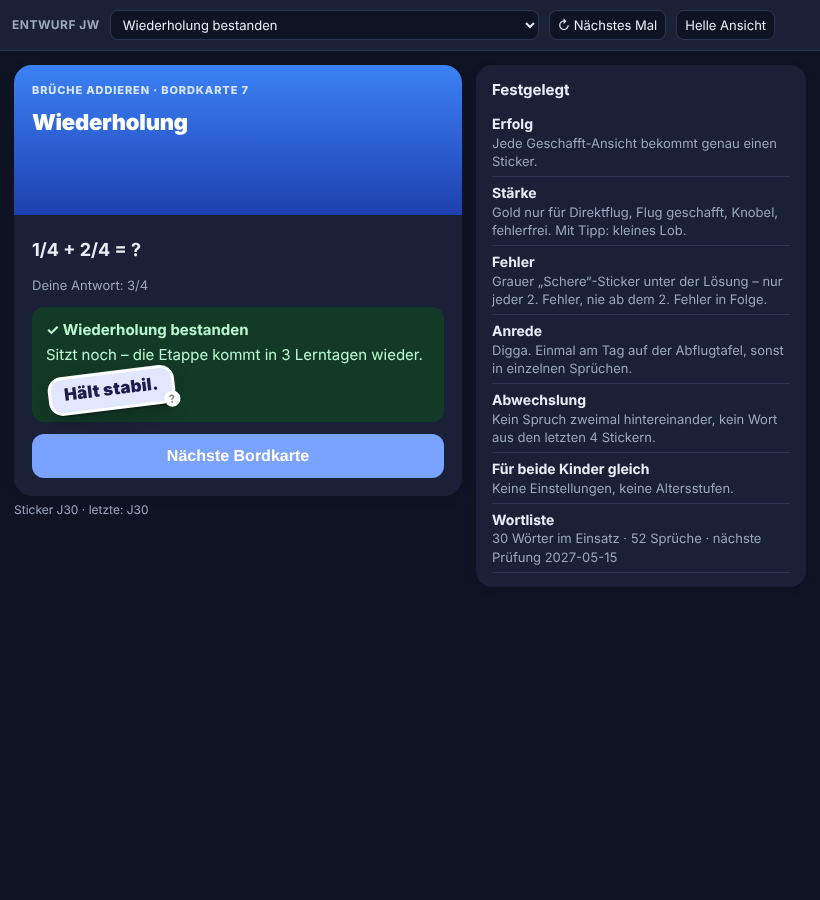 ENTWURF JW
Wiederholung bestanden
↻ Nächstes Mal
Helle Ansicht
BRÜCHE ADDIEREN · BORDKARTE 7
Wiederholung
1/4 + 2/4 = ?
Deine Antwort: 3/4
✓ Wiederholung bestanden
Sitzt noch – die Etappe kommt in 3 Lerntagen wieder.
Hält stabil.
?
Nächste Bordkarte
Sticker J30 · letzte: J30
Festgelegt
Erfolg
Jede Geschafft-Ansicht bekommt genau einen
Sticker.
Stärke
Gold nur für Direktflug, Flug geschafft, Knobel,
fehlerfrei. Mit Tipp: kleines Lob.
Fehler
Grauer „Schere“-Sticker unter der Lösung – nur
jeder 2. Fehler, nie ab dem 2. Fehler in Folge.
Anrede
Digga. Einmal am Tag auf der Abflugtafel, sonst
in einzelnen Sprüchen.
Abwechslung
Kein Spruch zweimal hintereinander, kein Wort
aus den letzten 4 Stickern.
Für beide Kinder gleich
Keine Einstellungen, keine Altersstufen.
Wortliste
30 Wörter im Einsatz · 52 Sprüche · nächste
Prüfung 2027-05-15